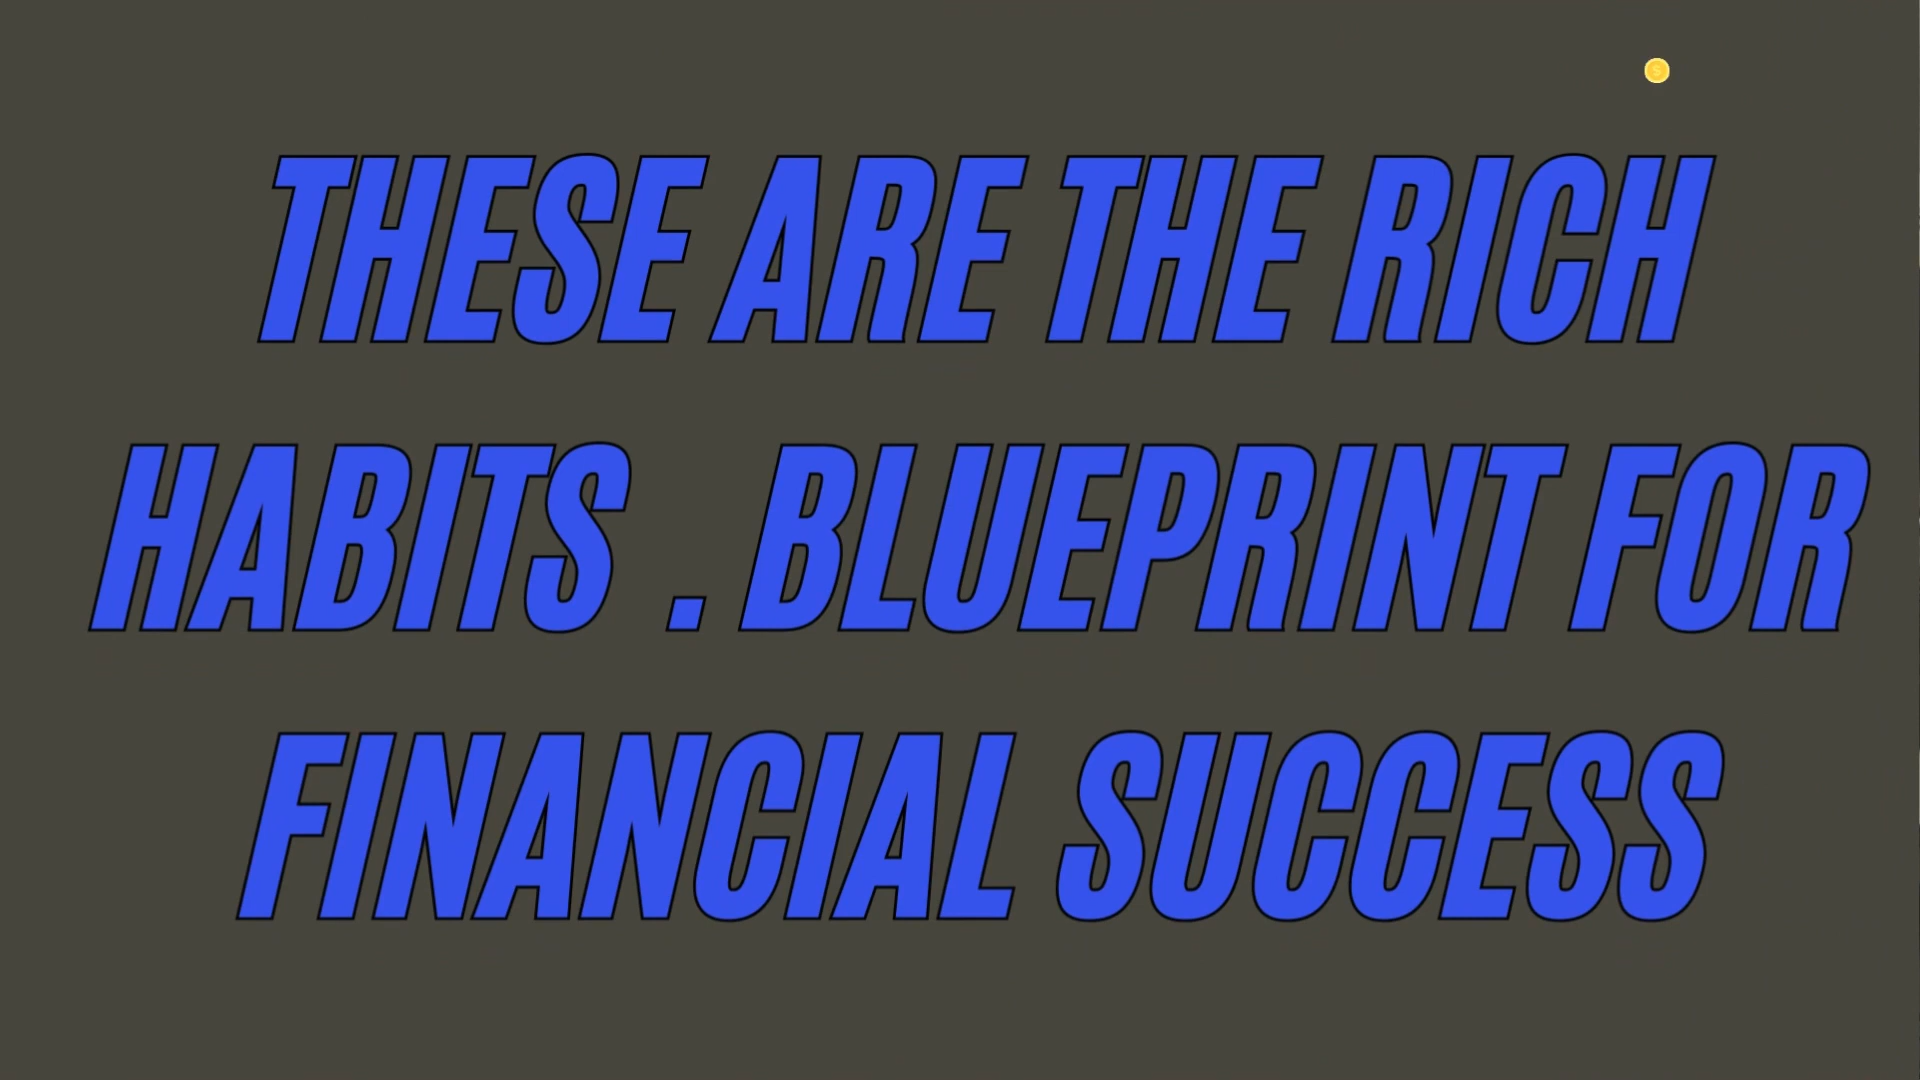 THESE ARE THE RICH
HABITS . BLUEPRINT FOR
FINANCIAL SUCCESS